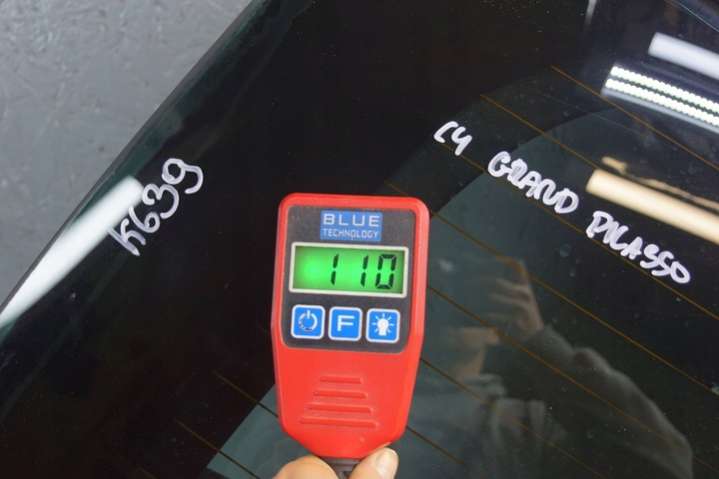 K639
C4 GRAND PICASSO
BLUE
TECHNOLOGY
110
F